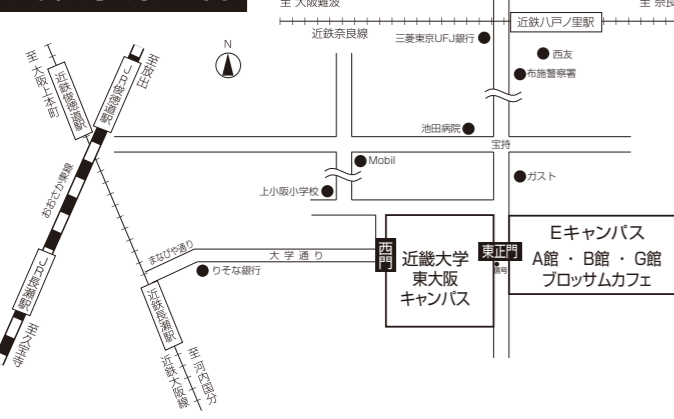 至 大阪難波
近鉄八戸ノ里駅
近鉄奈良線
三菱東京UFJ銀行
西友
布施警察署
N
至 大阪上本町
近鉄俊徳道駅
JR俊徳道駅
至放出
池田病院
宝持
Mobil
上小阪小学校
ガスト
おおさか東線
まなびや通り
大学通り
りそな銀行
西門
近畿大学
東大阪
キャンパス
東正門
信号
Eキャンパス
A館・B館・G館
ブロッサムカフェ
JR長瀬駅
至久宝寺
近鉄長瀬駅
近鉄大阪線
至 河内国分